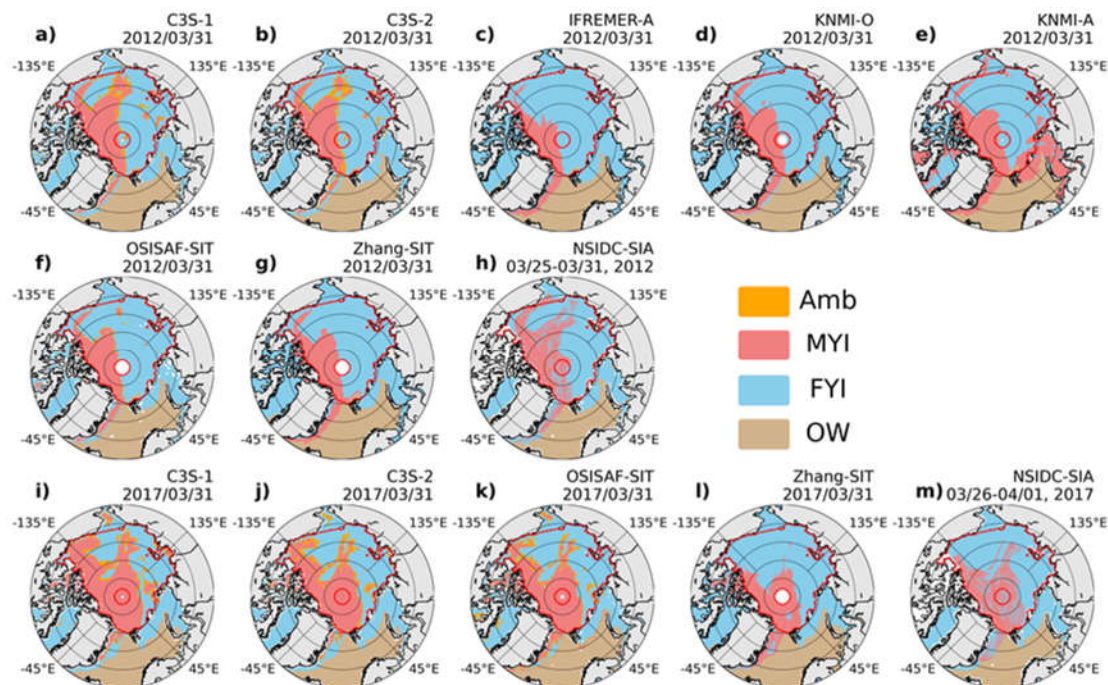 a) C3S-1
2012/03/31
-135°E 135°E
-45°E 45°E
b) C3S-2
2012/03/31
-135°E 135°E
-45°E 45°E
c) IFREMER-A
2012/03/31
-135°E 135°E
-45°E 45°E
d) KNMI-O
2012/03/31
-135°E 135°E
-45°E 45°E
e) KNMI-A
2012/03/31
-135°E 135°E
-45°E 45°E
f) OSISAF-SIT
2012/03/31
-135°E 135°E
-45°E 45°E
g) Zhang-SIT
2012/03/31
-135°E 135°E
-45°E 45°E
h) NSIDC-SIA
03/25-03/31, 2012
-135°E 135°E
-45°E 45°E
Amb
MYI
FYI
OW
i) C3S-1
2017/03/31
-135°E 135°E
-45°E 45°E
j) C3S-2
2017/03/31
-135°E 135°E
-45°E 45°E
k) OSISAF-SIT
2017/03/31
-135°E 135°E
-45°E 45°E
l) Zhang-SIT
2017/03/31
-135°E 135°E
-45°E 45°E
m) NSIDC-SIA
03/26-04/01, 2017
-135°E 135°E
-45°E 45°E